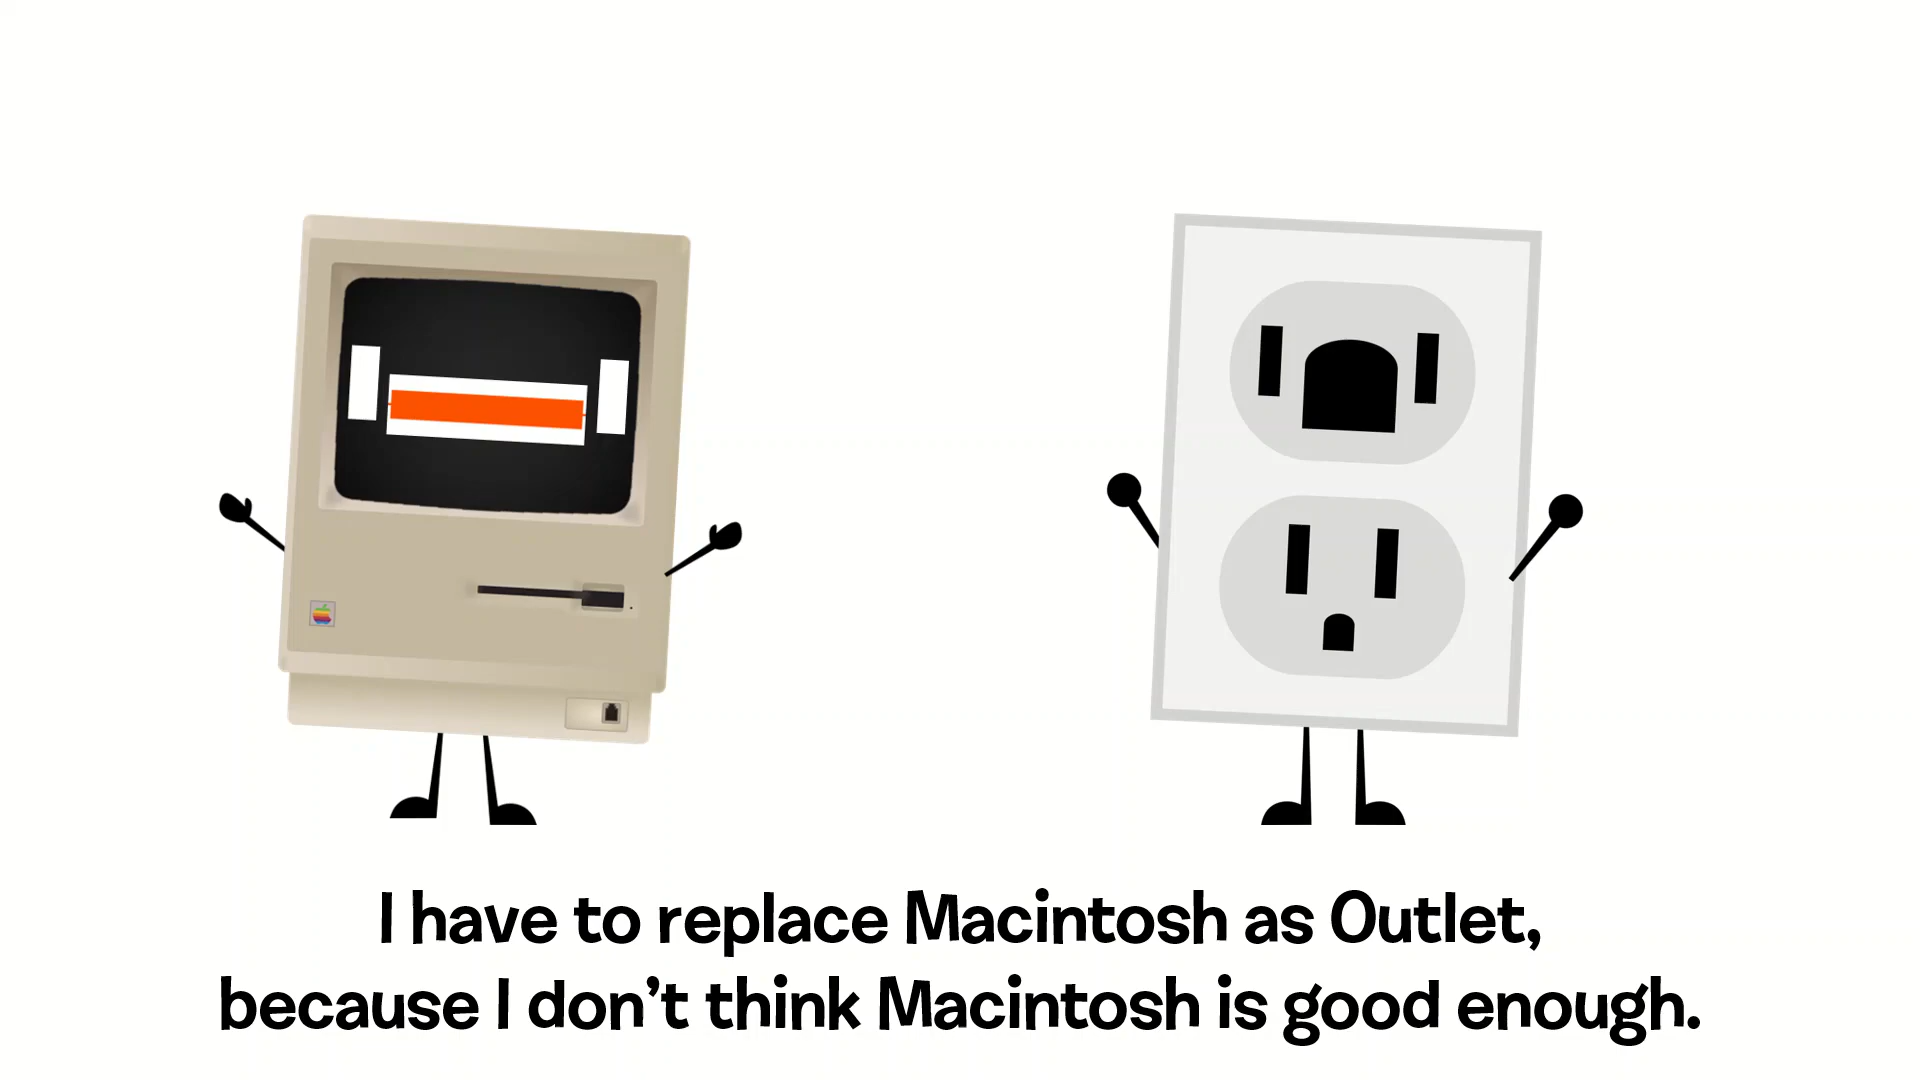 I have to replace Macintosh as Outlet,
because I don’t think Macintosh is good enough.